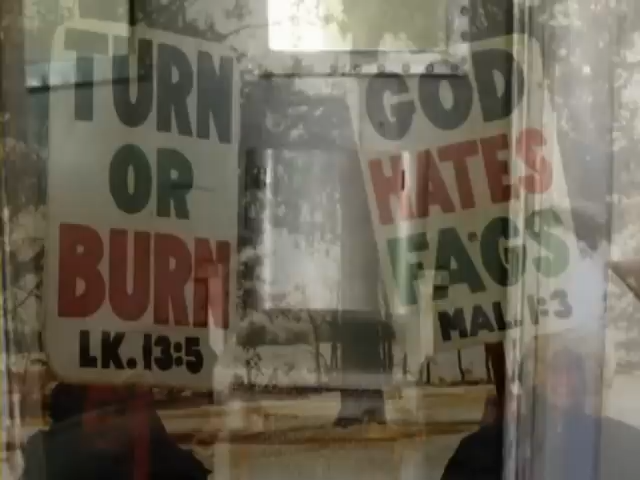 TURN
OR
BURN
LK. 13:5
GOD
HATES
FAGS
MAL. 1:3